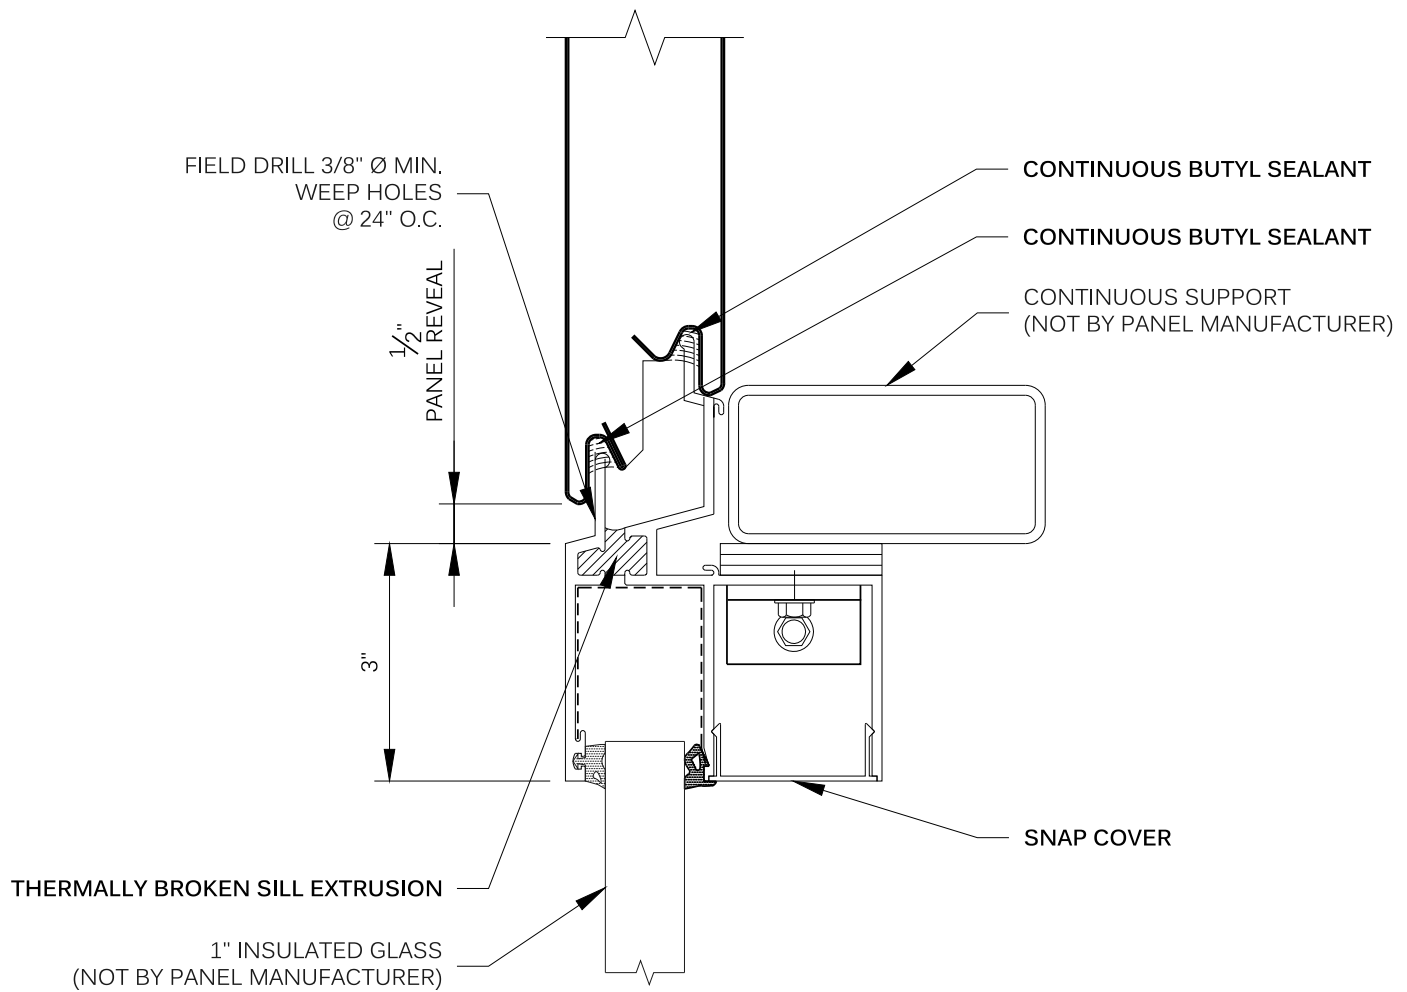 FIELD DRILL 3/8" Ø MIN.
WEEP HOLES
@ 24" O.C.
CONTINUOUS BUTYL SEALANT
CONTINUOUS BUTYL SEALANT
CONTINUOUS SUPPORT
(NOT BY PANEL MANUFACTURER)
1/2"
PANEL REVEAL
3"
SNAP COVER
THERMALLY BROKEN SILL EXTRUSION
1" INSULATED GLASS
(NOT BY PANEL MANUFACTURER)